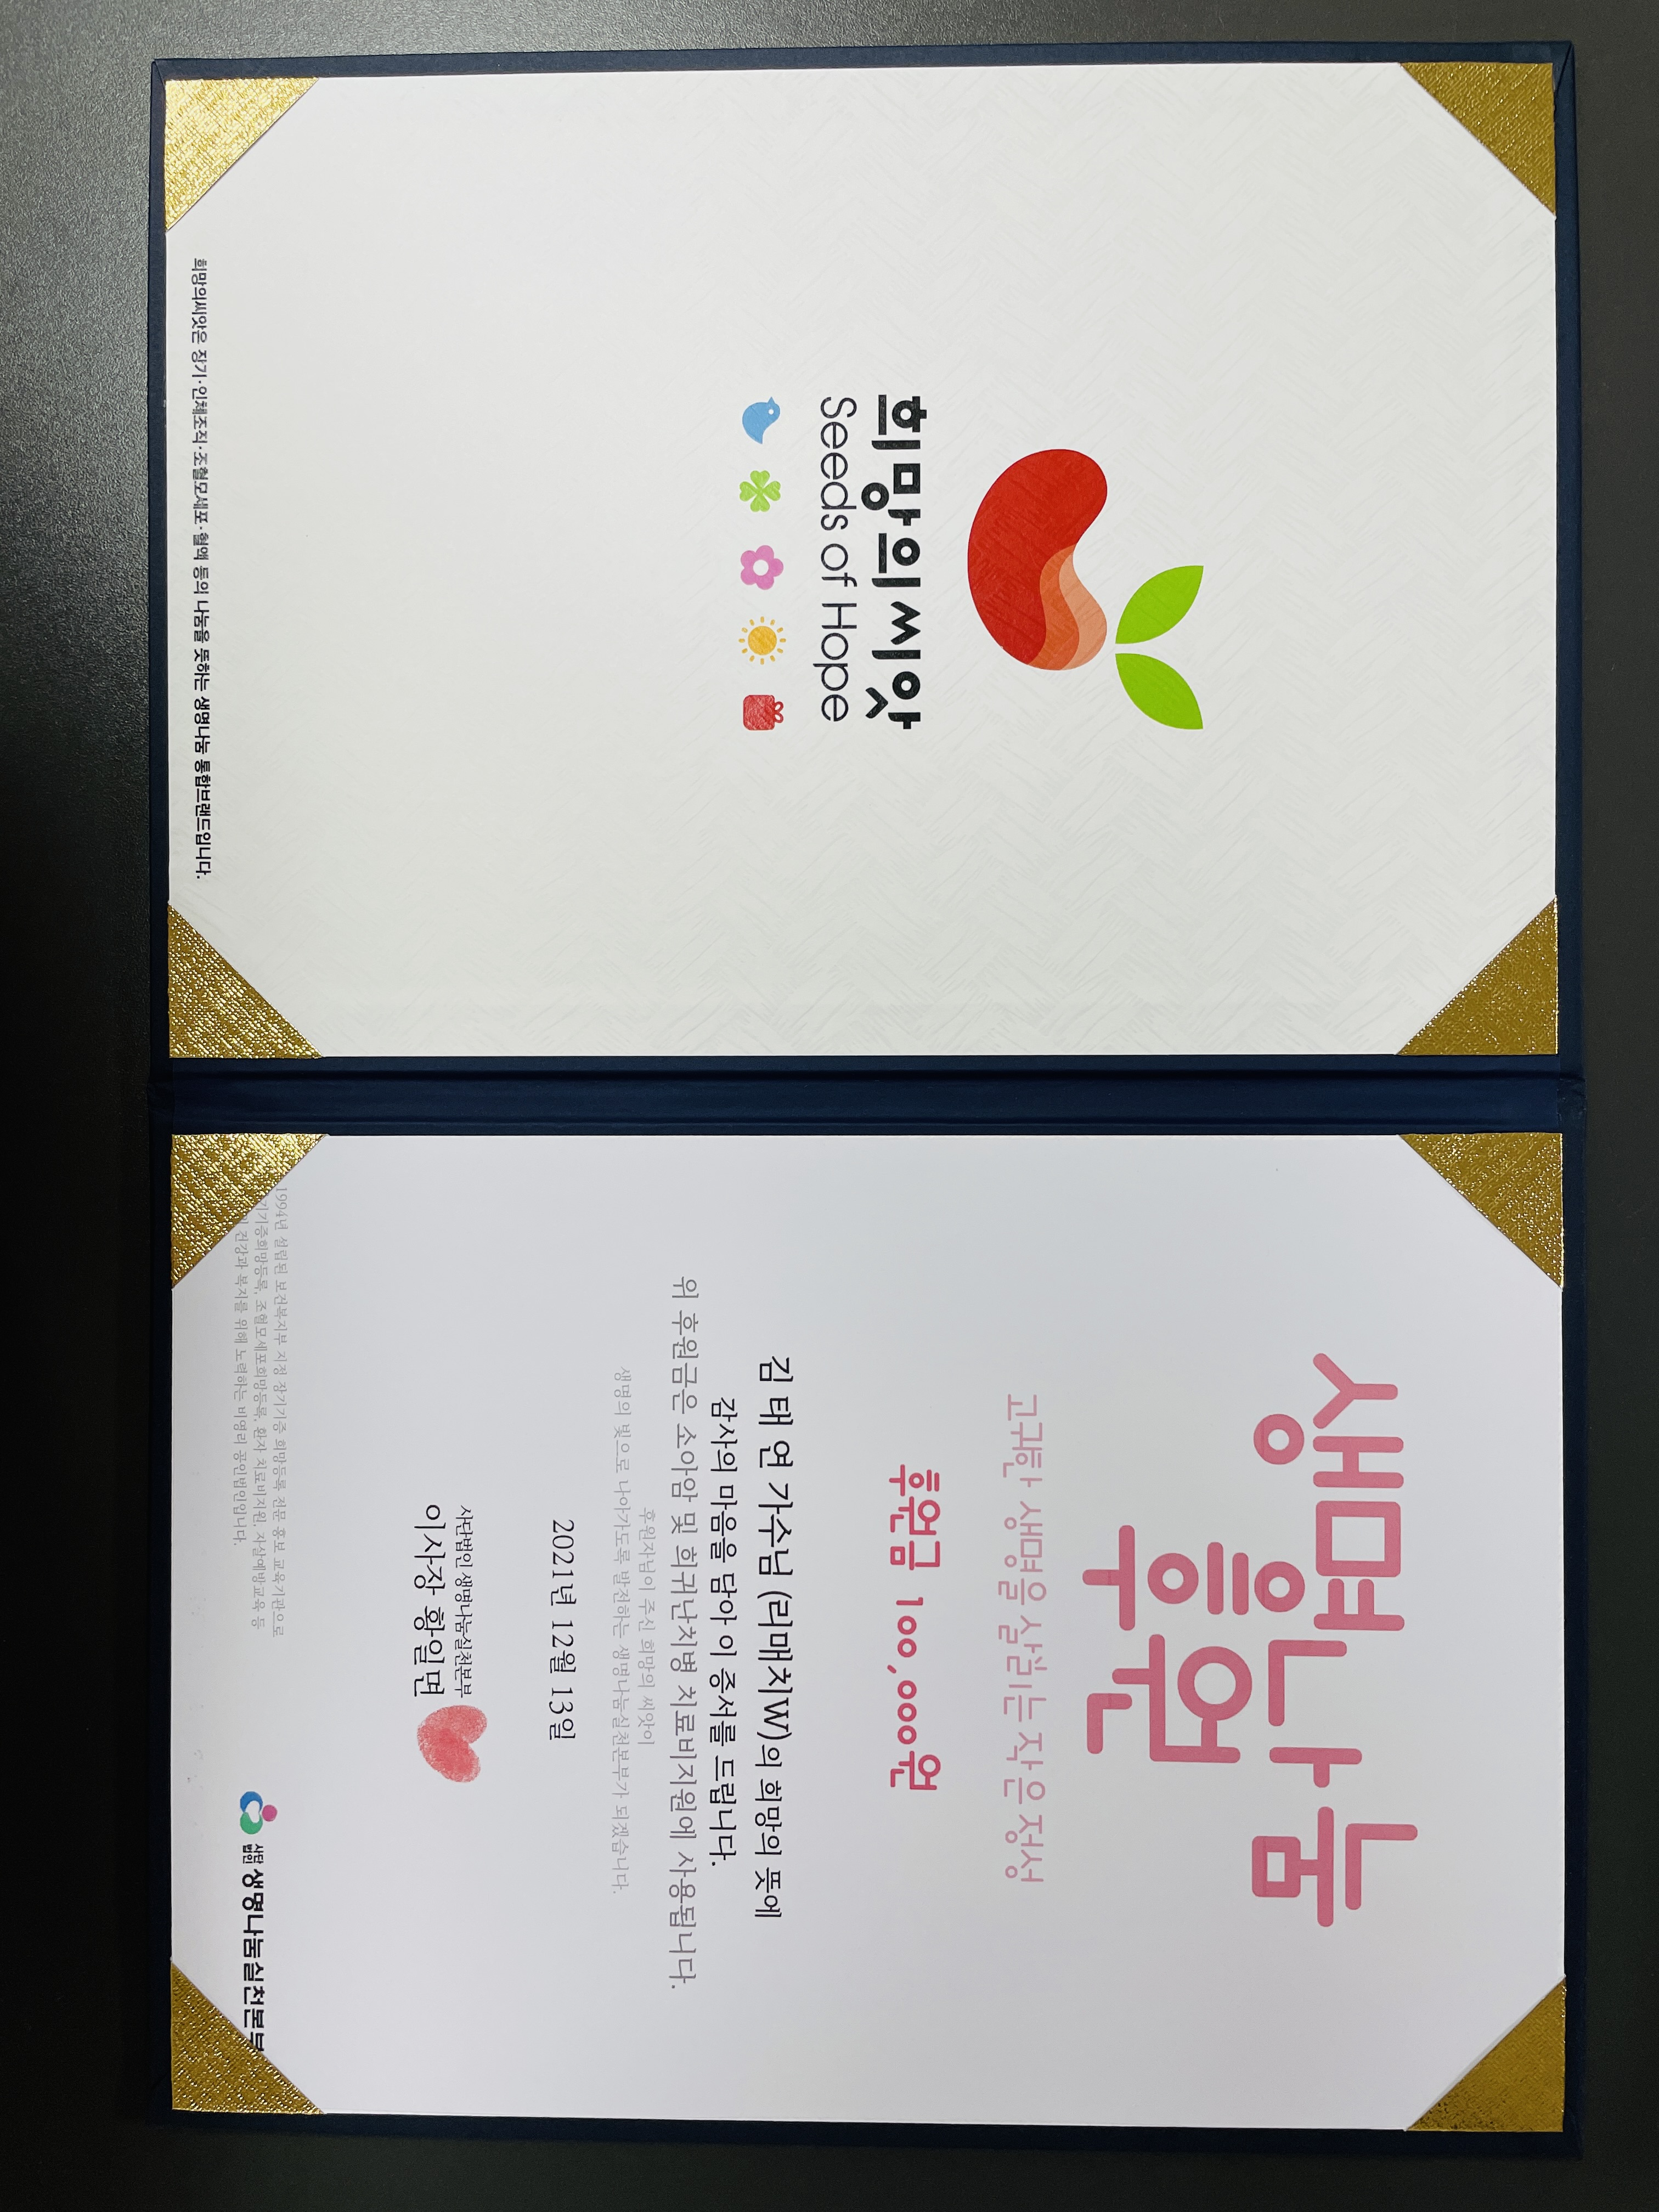 희망의씨앗
Seeds of Hope
희망의씨앗은 장기·인체조직·조혈모세포·혈액 등의 나눔을 뜻하는 생명나눔 통합브랜드입니다.
생명나눔
후원
고귀한 생명을 살리는 작은 정성
후원금 100,000원
김 태 연 가수님 (리매치W)의 희망의 뜻에
감사의 마음을 담아 이 증서를 드립니다.
위 후원금은 소아암 및 희귀난치병 치료비지원에 사용됩니다.
후원자님이 주신 희망의 씨앗이
생명의 빛으로 나아가도록 발전하는 생명나눔실천본부가 되겠습니다.
2021년 12월 13일
사단법인 생명나눔실천본부
이사장 황일면
1994년 설립된 보건복지부 지정 장기기증 희망등록 전문 홍보 교육기관으로
기기증희망등록, 조혈모세포희망등록, 환자 치료비지원, 자살예방교육 등
건강과 복지를 위해 노력하는 비영리 공인법인입니다.
사단법인 생명나눔실천본부